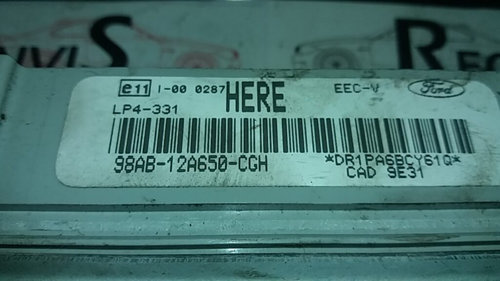 e11 I-00 0287 HERE EEC-V Ford
LP4-331
98AB-12A650-CGH *DR1PA6BCY61Q*
CAD 9E31